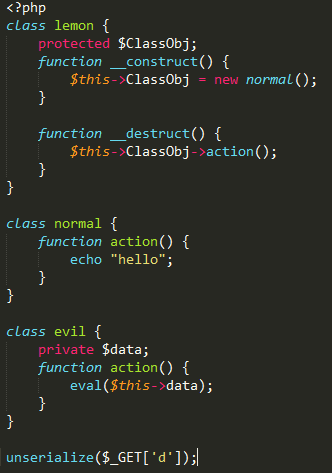 <?php
class lemon {
    protected $ClassObj;
    function __construct() {
        $this->ClassObj = new normal();
    }

    function __destruct() {
        $this->ClassObj->action();
    }
}

class normal {
    function action() {
        echo "hello";
    }
}

class evil {
    private $data;
    function action() {
        eval($this->data);
    }
}

unserialize($_GET['d']);